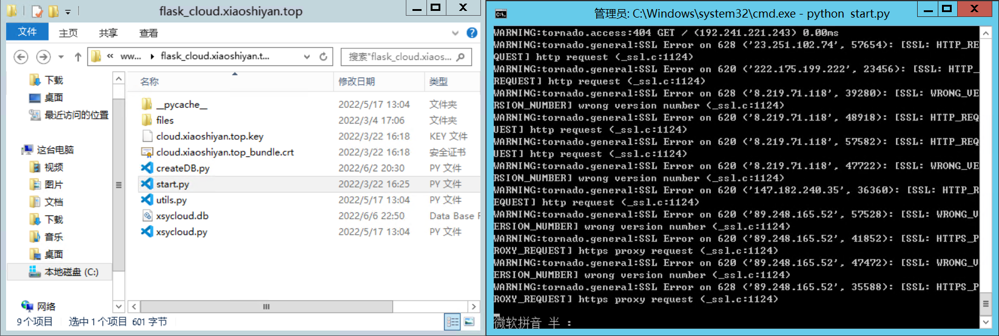 flask_cloud.xiaoshiyan.top
文件 主页 共享 查看
« ww... ▸ flask_cloud.xiaoshiyan.t...
搜索"flask_cloud.xiaos...
下载
桌面
最近访问的位置
这台电脑
视频
图片
文档
下载
音乐
桌面
本地磁盘 (C:)
网络
名称 修改日期 类型
__pycache__ 2022/5/17 13:04 文件夹
files 2022/3/4 17:06 文件夹
cloud.xiaoshiyan.top.key 2022/3/22 16:18 KEY 文件
cloud.xiaoshiyan.top_bundle.crt 2022/3/22 16:18 安全证书
createDB.py 2022/6/2 20:30 PY 文件
start.py 2022/3/22 16:25 PY 文件
utils.py 2022/5/17 13:04 PY 文件
xsycloud.db 2022/6/6 22:50 Data Base F
xsycloud.py 2022/5/17 13:04 PY 文件
9 个项目 选中 1 个项目 601 字节
管理员: C:\Windows\system32\cmd.exe - python start.py
WARNING:tornado.access:404 GET / (192.241.221.243) 0.00ms
WARNING:tornado.general:SSL Error on 628 ('23.251.102.74', 57654): [SSL: HTTP_RE
QUEST] http request (_ssl.c:1124)
WARNING:tornado.general:SSL Error on 620 ('222.175.199.222', 23456): [SSL: HTTP_
REQUEST] http request (_ssl.c:1124)
WARNING:tornado.general:SSL Error on 628 ('8.219.71.118', 39280): [SSL: WRONG_VE
RSION_NUMBER] wrong version number (_ssl.c:1124)
WARNING:tornado.general:SSL Error on 620 ('8.219.71.118', 48918): [SSL: HTTP_REQ
UEST] http request (_ssl.c:1124)
WARNING:tornado.general:SSL Error on 620 ('8.219.71.118', 57582): [SSL: HTTP_REQ
UEST] http request (_ssl.c:1124)
WARNING:tornado.general:SSL Error on 620 ('8.219.71.118', 47722): [SSL: WRONG_VE
RSION_NUMBER] wrong version number (_ssl.c:1124)
WARNING:tornado.general:SSL Error on 620 ('147.182.240.35', 36360): [SSL: HTTP_R
EQUEST] http request (_ssl.c:1124)
WARNING:tornado.general:SSL Error on 620 ('89.248.165.52', 57528): [SSL: WRONG_V
ERSION_NUMBER] wrong version number (_ssl.c:1124)
WARNING:tornado.general:SSL Error on 620 ('89.248.165.52', 41852): [SSL: HTTPS_P
ROXY_REQUEST] https proxy request (_ssl.c:1124)
WARNING:tornado.general:SSL Error on 620 ('89.248.165.52', 47472): [SSL: WRONG_V
ERSION_NUMBER] wrong version number (_ssl.c:1124)
WARNING:tornado.general:SSL Error on 628 ('89.248.165.52', 35588): [SSL: HTTPS_P
ROXY_REQUEST] https proxy request (_ssl.c:1124)
微软拼音 半 :